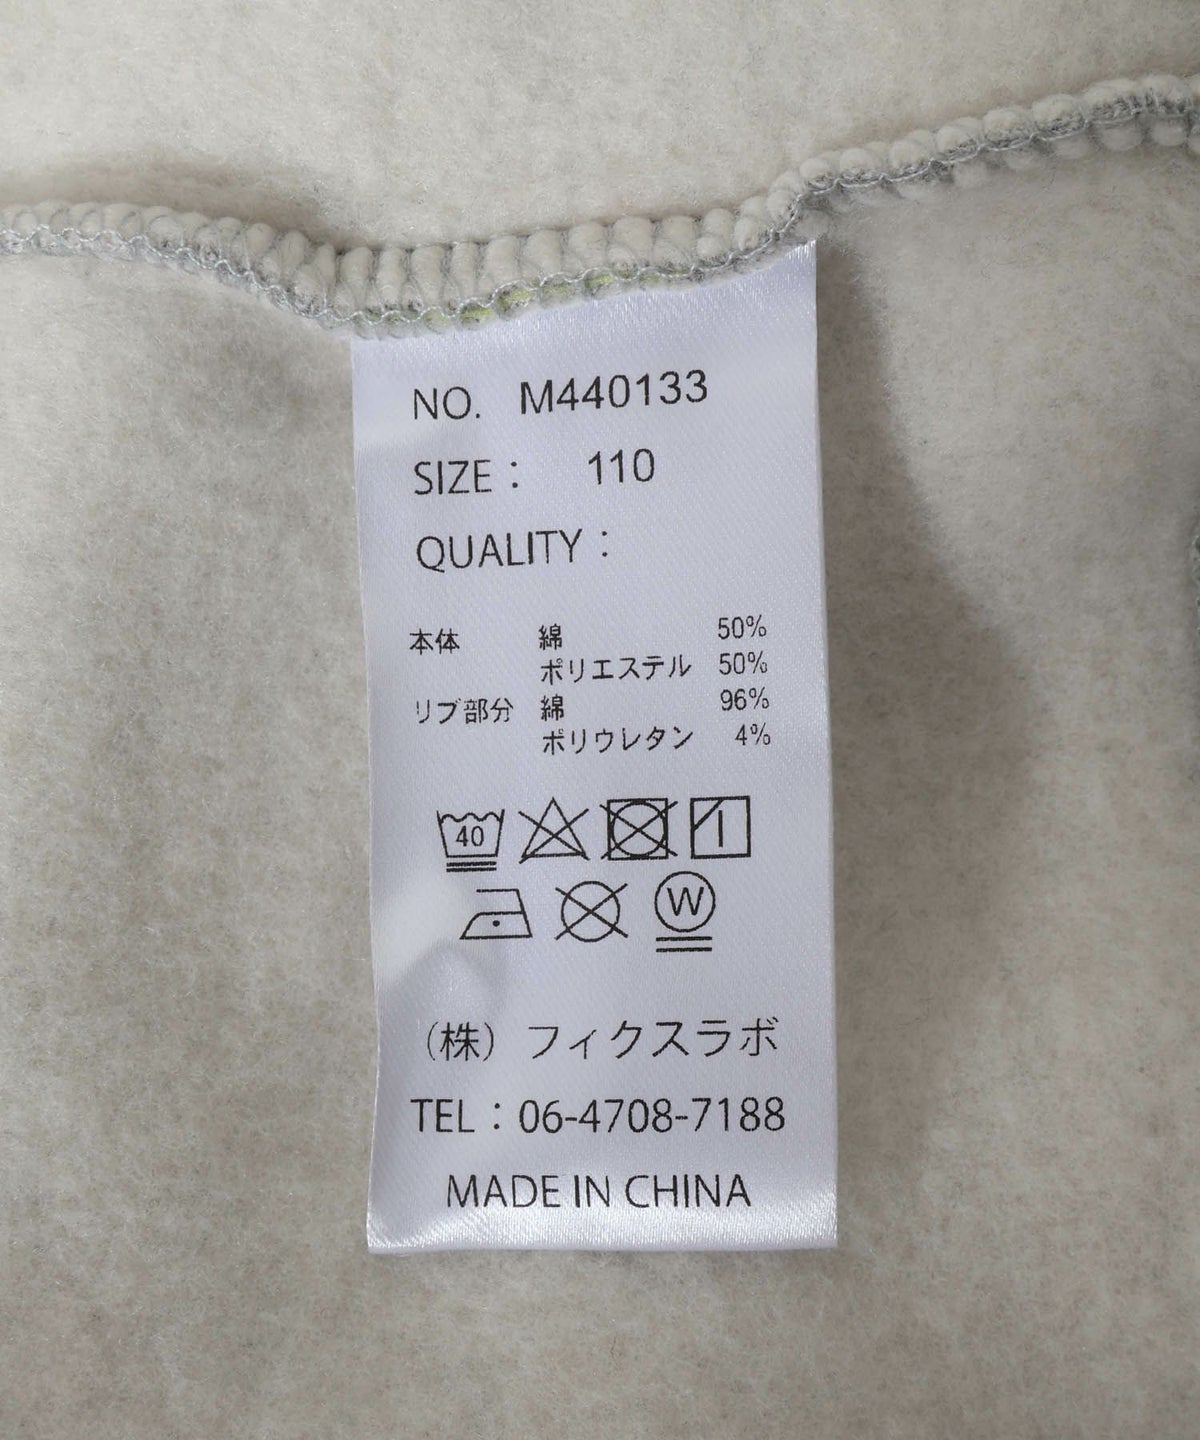 NO. M440133
SIZE： 110
QUALITY：
本体 綿 50%
ポリエステル 50%
リブ部分 綿 96%
ポリウレタン 4%
40
W
（株）フィクスラボ
TEL：06-4708-7188
MADE IN CHINA